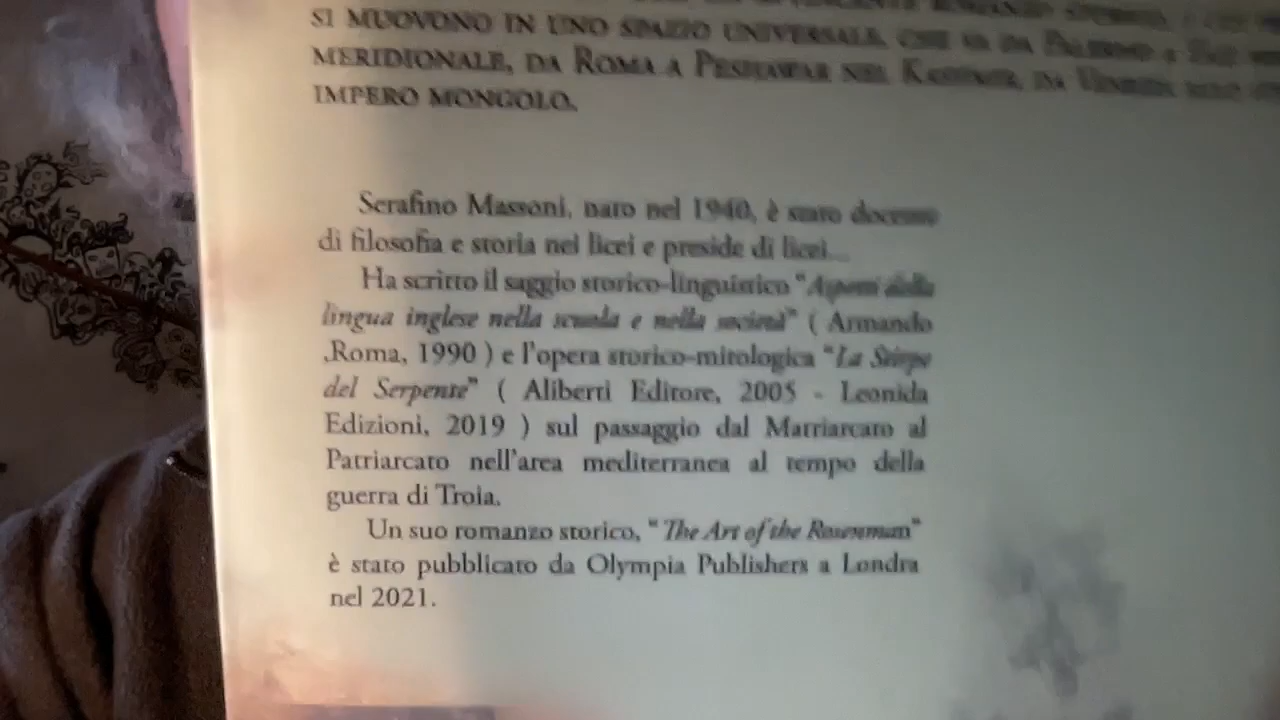 SI MUOVONO IN UNO SPAZIO UNIVERSALE, CHE VA DA PALERMO A
MERIDIONALE, DA ROMA A PESHAWAR NEL KASHMIR, DA VENEZIA
IMPERO MONGOLO.
Serafino Massoni, nato nel 1940, è stato docente
di filosofia e storia nei licei e preside di licei...
Ha scritto il saggio storico-linguistico “Aspetti della
lingua inglese nella scuola e nella società” ( Armando
,Roma, 1990 ) e l’opera storico-mitologica “La Stirpe
del Serpente” ( Aliberti Editore, 2005 - Leonida
Edizioni, 2019 ) sul passaggio dal Matriarcato al
Patriarcato nell’area mediterranea al tempo della
guerra di Troia.
Un suo romanzo storico, “The Art of the Rosenman”
è stato pubblicato da Olympia Publishers a Londra
nel 2021.